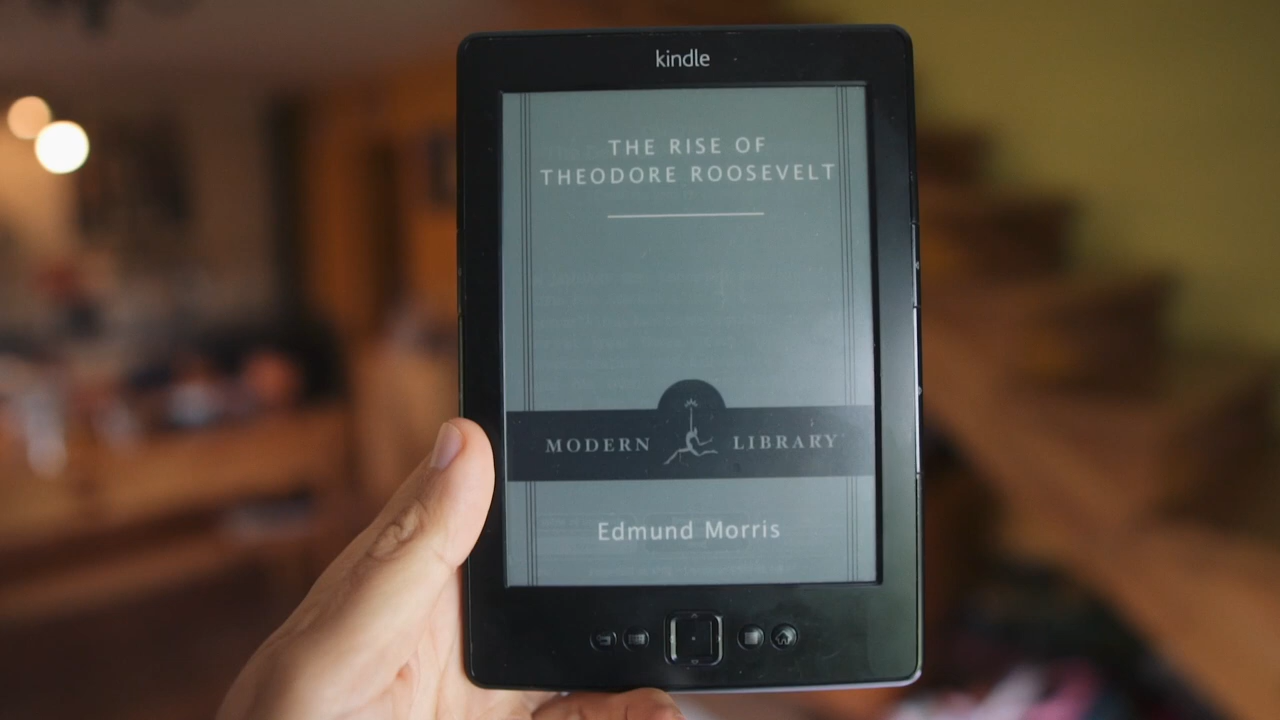 kindle
THE RISE OF
THEODORE ROOSEVELT
MODERN LIBRARY
Edmund Morris